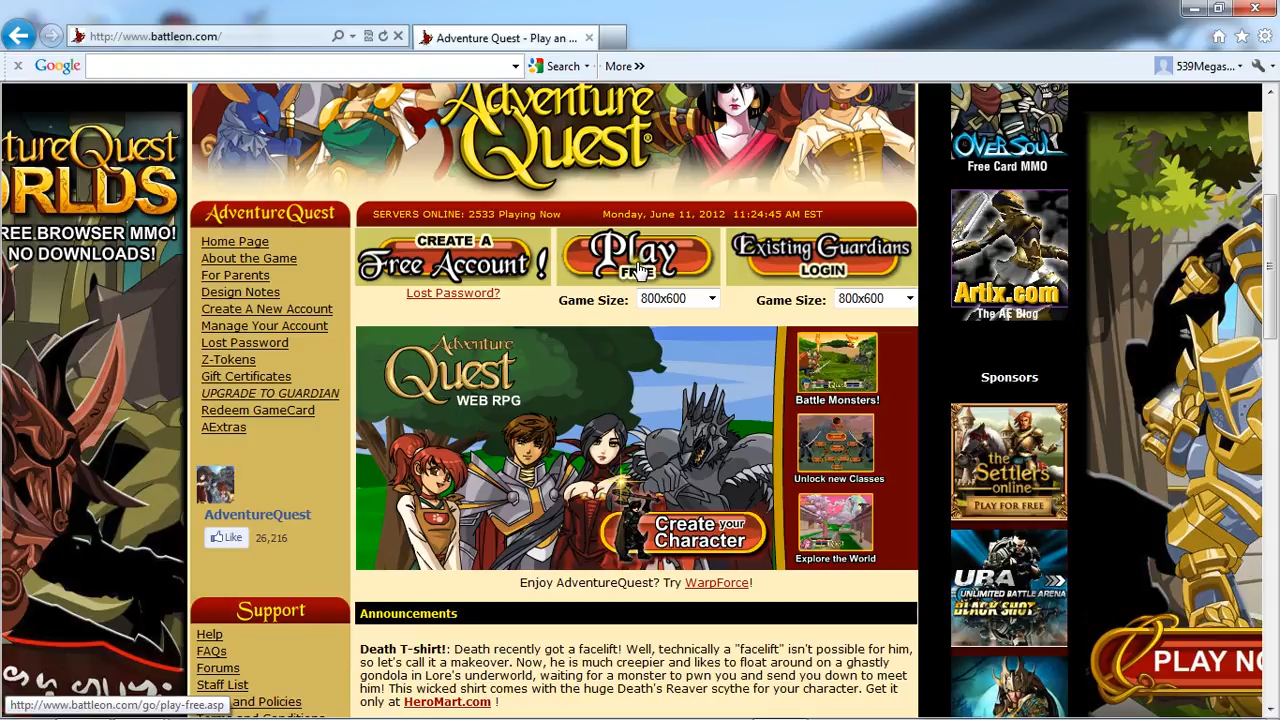 http://www.battleon.com/
Adventure Quest - Play an ...
Google
Search
More »
539Megas...
Adventure
Quest
OVERSOUL
Free Card MMO
tureQuest
ORLDS
REE BROWSER MMO!
NO DOWNLOADS!
AdventureQuest
SERVERS ONLINE: 2533 Playing Now
Monday, June 11, 2012 11:24:45 AM EST
CREATE A
Free Account!
Play
FREE
Existing Guardians
LOGIN
Lost Password?
Game Size:
800x600
Game Size:
800x600
Home Page
About the Game
For Parents
Design Notes
Create A New Account
Manage Your Account
Lost Password
Z-Tokens
Gift Certificates
UPGRADE TO GUARDIAN
Redeem GameCard
AExtras
AdventureQuest
Like
26,216
Adventure
Quest
WEB RPG
Create your
Character
Battle Monsters!
Unlock new Classes
Explore the World
Artix.com
The AE Blog
Sponsors
the
Settlers
online
PLAY FOR FREE
UBA
ULTIMATE BATTLE ARENA
BLACK SHOT
PLAY NO
Enjoy AdventureQuest? Try WarpForce!
Announcements
Death T-shirt!: Death recently got a facelift! Well, technically a "facelift" isn't possible for him,
so let's call it a makeover. Now, he is much creepier and likes to float around on a ghastly
gondola in Lore's underworld, waiting for a monster to pwn you and send you down to meet
him! This wicked shirt comes with the huge Death's Reaver scythe for your character. Get it
only at HeroMart.com !
Support
Help
FAQs
Forums
Staff List
and Policies
http://www.battleon.com/go/play-free.asp